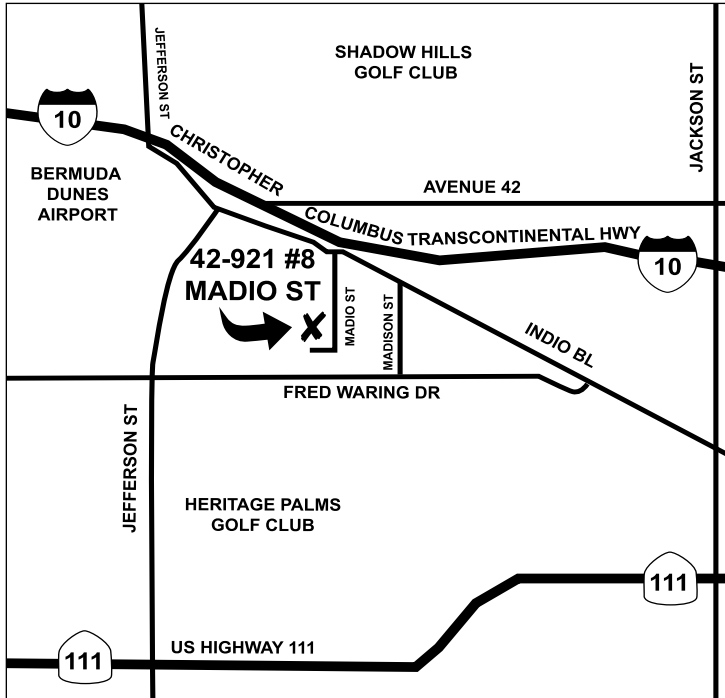 JEFFERSON ST
SHADOW HILLS
GOLF CLUB
JACKSON ST
10
CHRISTOPHER
BERMUDA
DUNES
AIRPORT
AVENUE 42
COLUMBUS TRANSCONTINENTAL HWY
10
42-921 #8
MADIO ST
MADIO ST
MADISON ST
INDIO BL
FRED WARING DR
JEFFERSON ST
HERITAGE PALMS
GOLF CLUB
111
US HIGHWAY 111
111